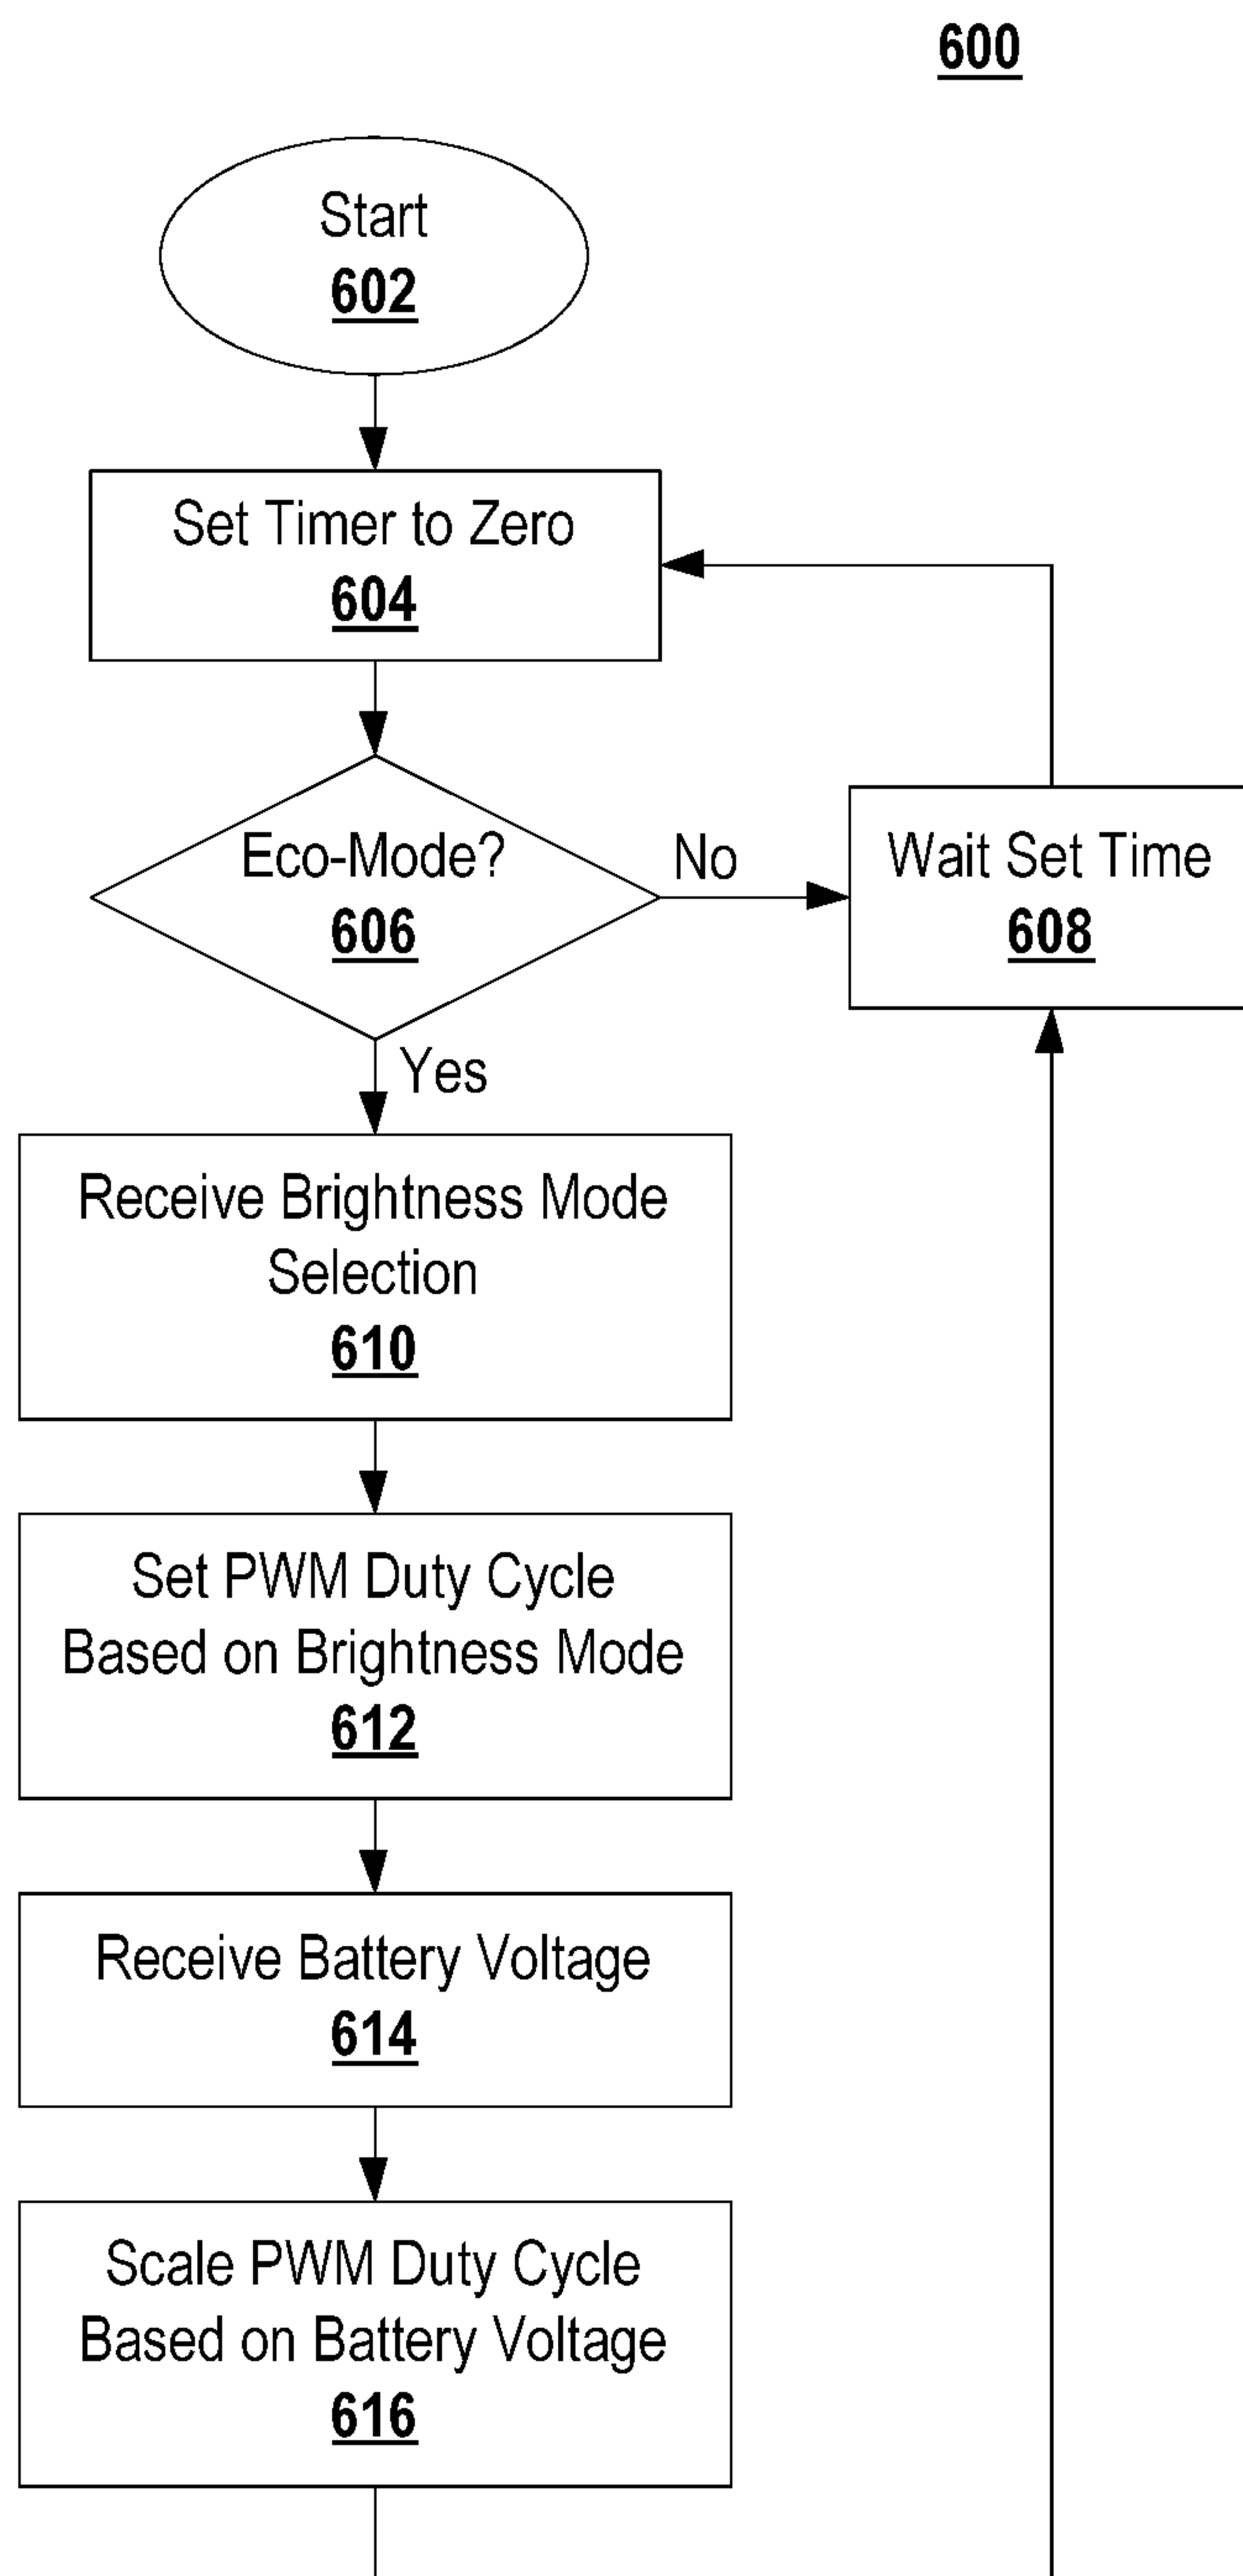 600
Start
602
Set Timer to Zero
604
Eco-Mode?
606
No
Wait Set Time
608
Yes
Receive Brightness Mode
Selection
610
Set PWM Duty Cycle
Based on Brightness Mode
612
Receive Battery Voltage
614
Scale PWM Duty Cycle
Based on Battery Voltage
616